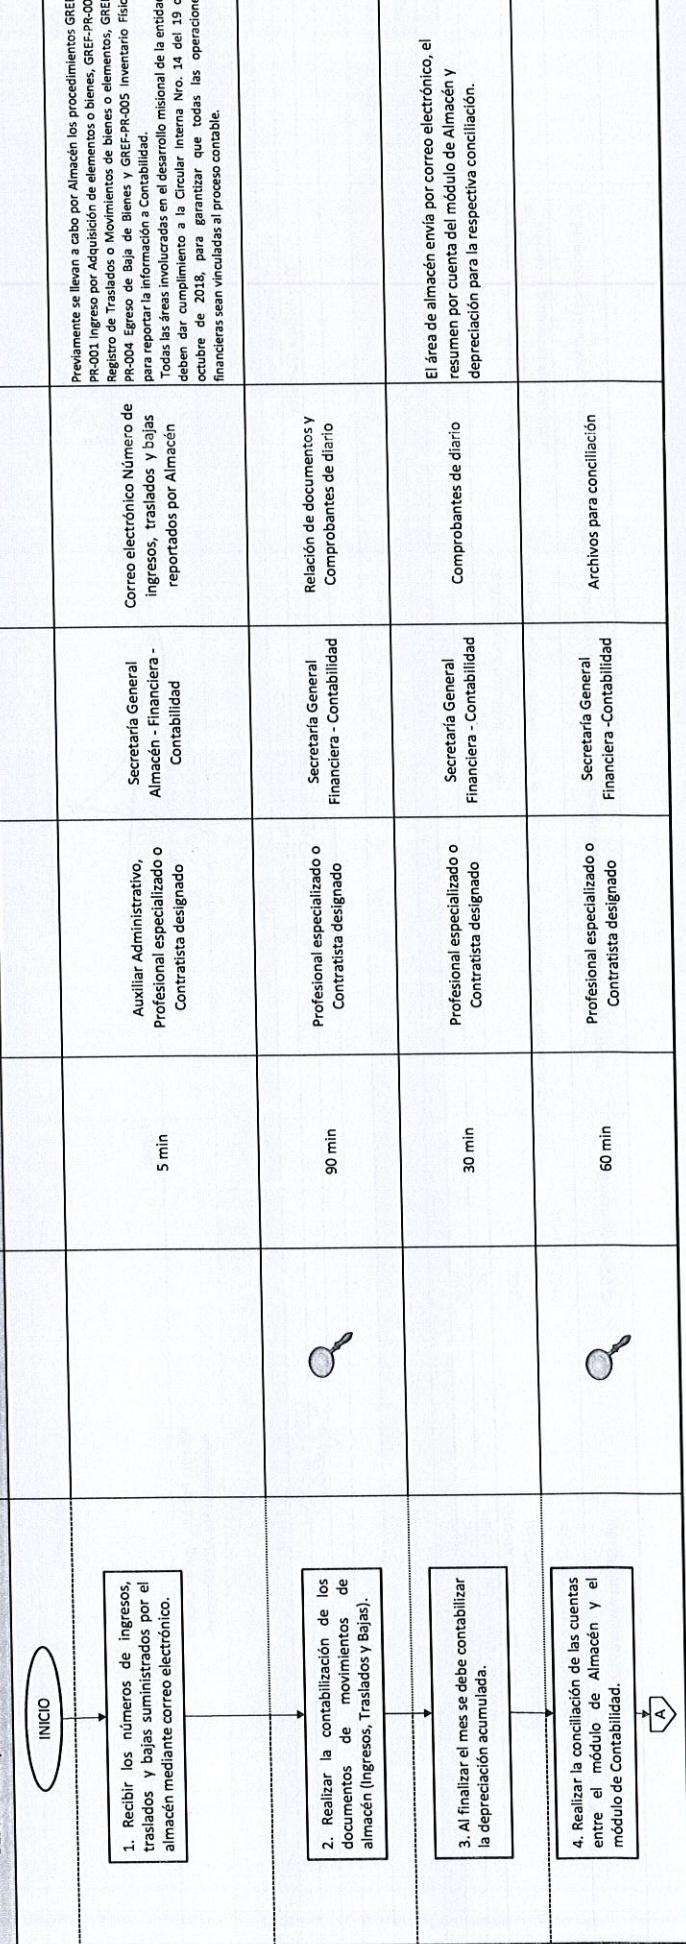 INICIO
1. Recibir los números de ingresos,
traslados y bajas suministrados por el
almacén mediante correo electrónico.
5 min
Auxiliar Administrativo,
Profesional especializado o
Contratista designado
Secretaría General
Almacén - Financiera -
Contabilidad
Correo electrónico Número de
ingresos, traslados y bajas
reportados por Almacén
Previamente se llevan a cabo por Almacén los procedimientos
PR-001 Ingreso por Adquisición de elementos o bienes,
Registro de Traslados o Movimientos de bienes o elementos,
PR-004 Egreso de Baja de Bienes y GREF-PR-005 Inventario
para reportar la información a Contabilidad.
Todas las áreas involucradas en el desarrollo misional de la
deben dar cumplimiento a la Circular Interna Nro. 14 del 19
octubre de 2018, para garantizar que todas las
financieras sean vinculadas al proceso contable.
2. Realizar la contabilización de los
documentos de movimientos de
almacén (Ingresos, Traslados y Bajas).
90 min
Profesional especializado o
Contratista designado
Secretaría General
Financiera - Contabilidad
Relación de documentos y
Comprobantes de diario
3. Al finalizar el mes se debe contabilizar
la depreciación acumulada.
30 min
Profesional especializado o
Contratista designado
Secretaría General
Financiera - Contabilidad
Comprobantes de diario
El área de almacén envía por correo electrónico, el
resumen por cuenta del módulo de Almacén y
depreciación para la respectiva conciliación.
4. Realizar la conciliación de las cuentas
entre el módulo de Almacén y el
módulo de Contabilidad.
60 min
Profesional especializado o
Contratista designado
Secretaría General
Financiera -Contabilidad
Archivos para conciliación
A